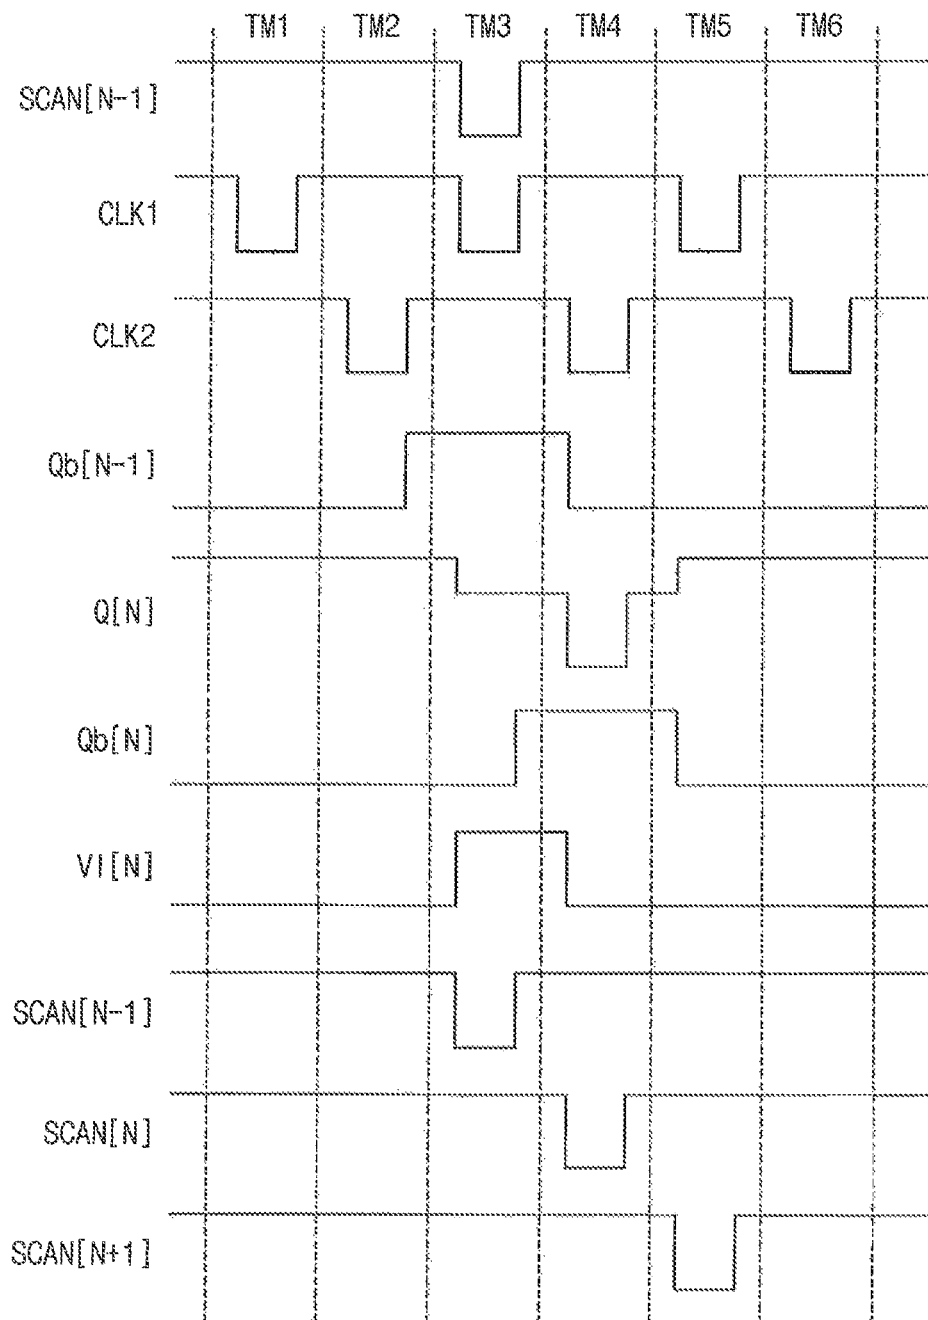 TM1 TM2 TM3 TM4 TM5 TM6
SCAN[N-1]
CLK1
CLK2
Qb[N-1]
Q[N]
Qb[N]
VI[N]
SCAN[N-1]
SCAN[N]
SCAN[N+1]